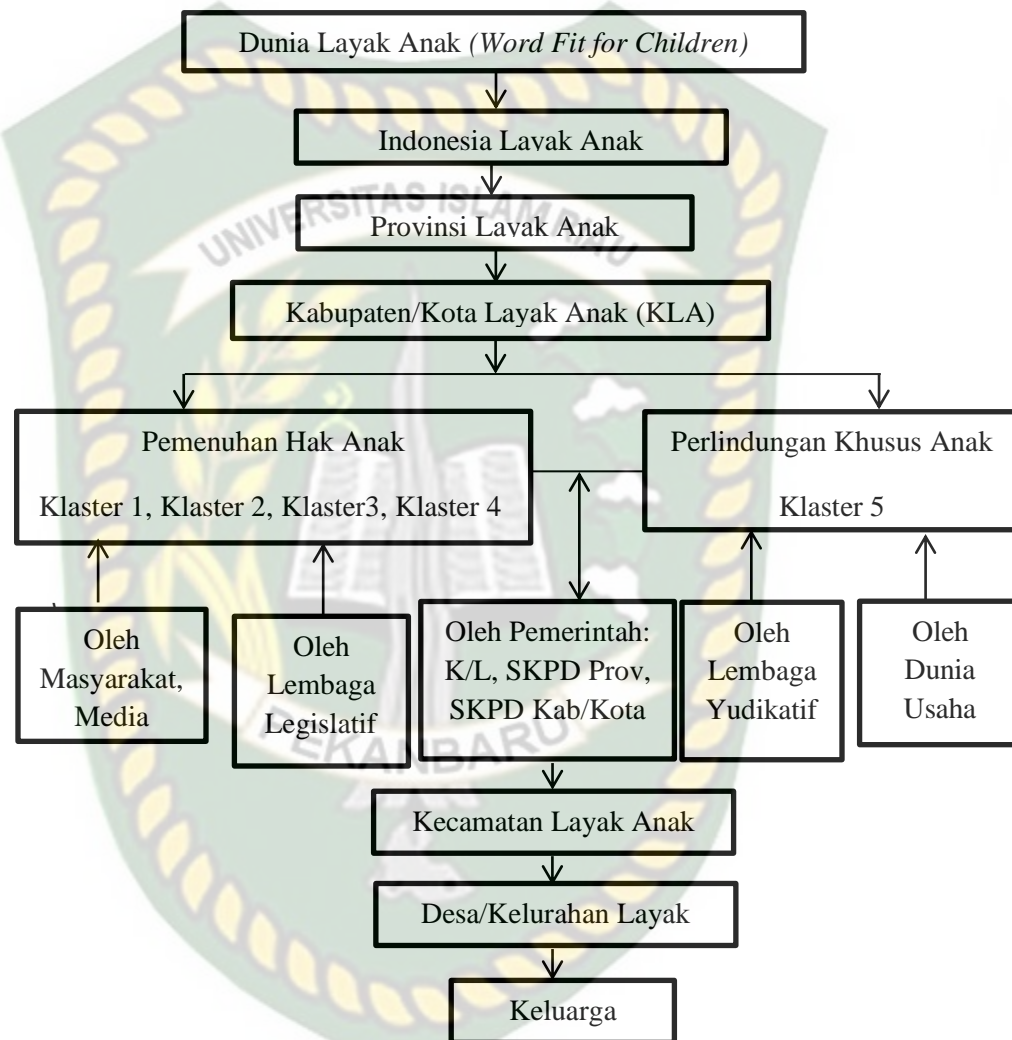 Dunia Layak Anak (Word Fit for Children)
Indonesia Layak Anak
UNIVERSITAS ISLAM RIAU
Provinsi Layak Anak
Kabupaten/Kota Layak Anak (KLA)
Pemenuhan Hak Anak
Klaster 1, Klaster 2, Klaster3, Klaster 4
Perlindungan Khusus Anak
Klaster 5
Oleh
Masyarakat,
Media
Oleh
Lembaga
Legislatif
Oleh Pemerintah:
K/L, SKPD Prov,
SKPD Kab/Kota
Oleh
Lembaga
Yudikatif
Oleh
Dunia
Usaha
PEKANBARU
Kecamatan Layak Anak
Desa/Kelurahan Layak
Keluarga